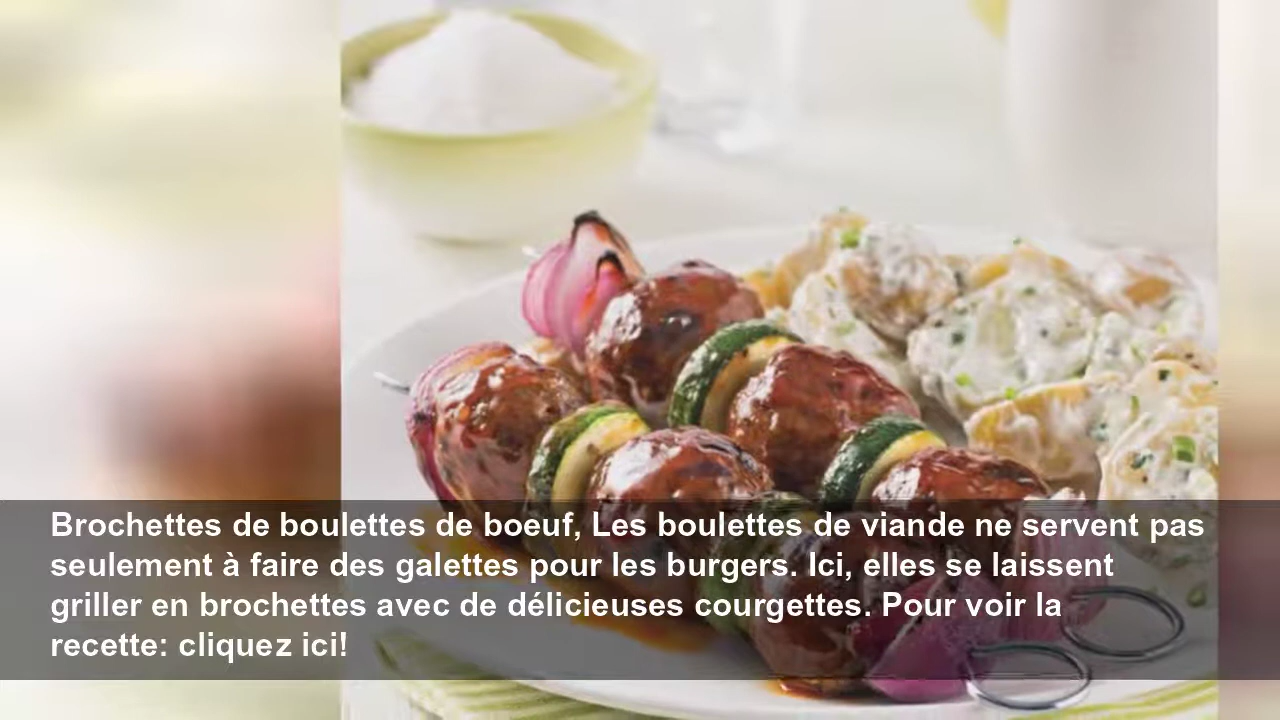 Brochettes de boulettes de boeuf, Les boulettes de viande ne servent pas
seulement à faire des galettes pour les burgers. Ici, elles se laissent
griller en brochettes avec de délicieuses courgettes. Pour voir la
recette: cliquez ici!